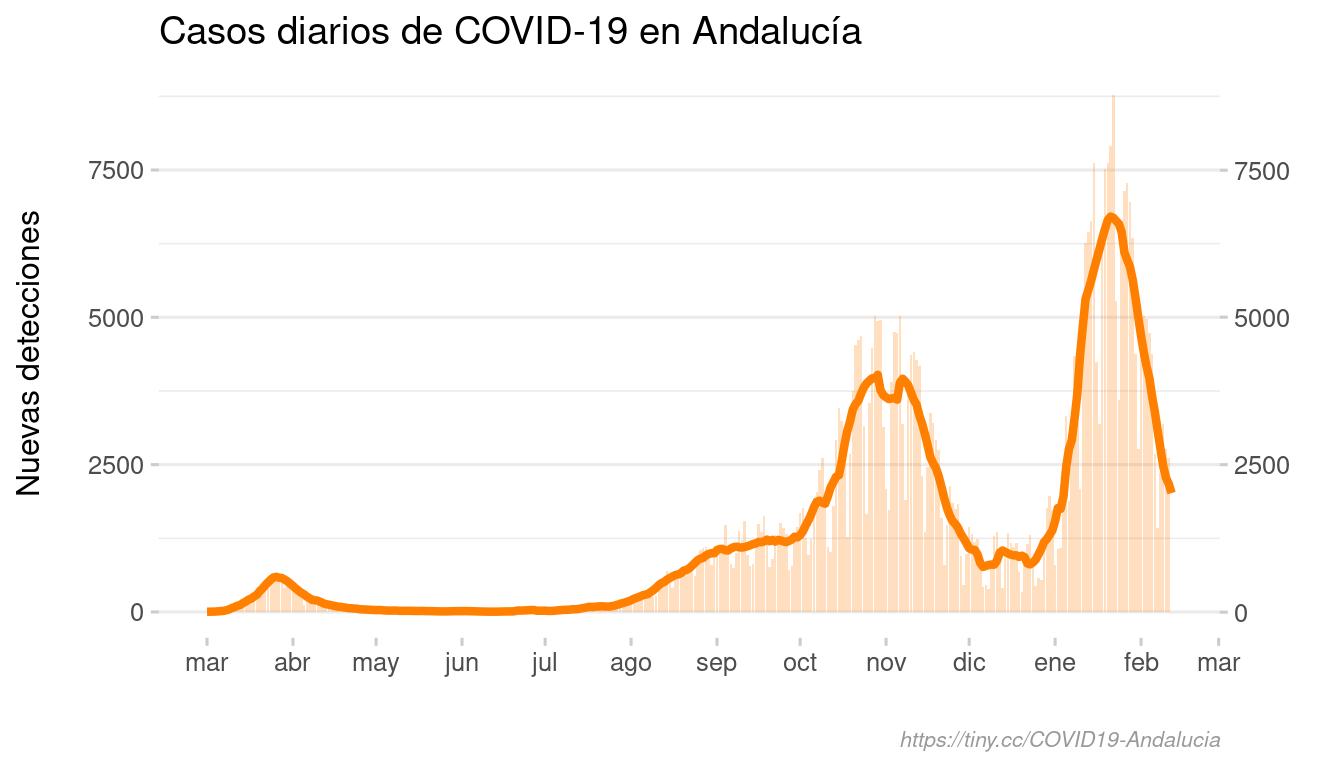 Casos diarios de COVID-19 en Andalucía
Nuevas detecciones
7500
5000
2500
0
7500
5000
2500
0
mar abr may jun jul ago sep oct nov dic ene feb mar
https://tiny.cc/COVID19-Andalucia